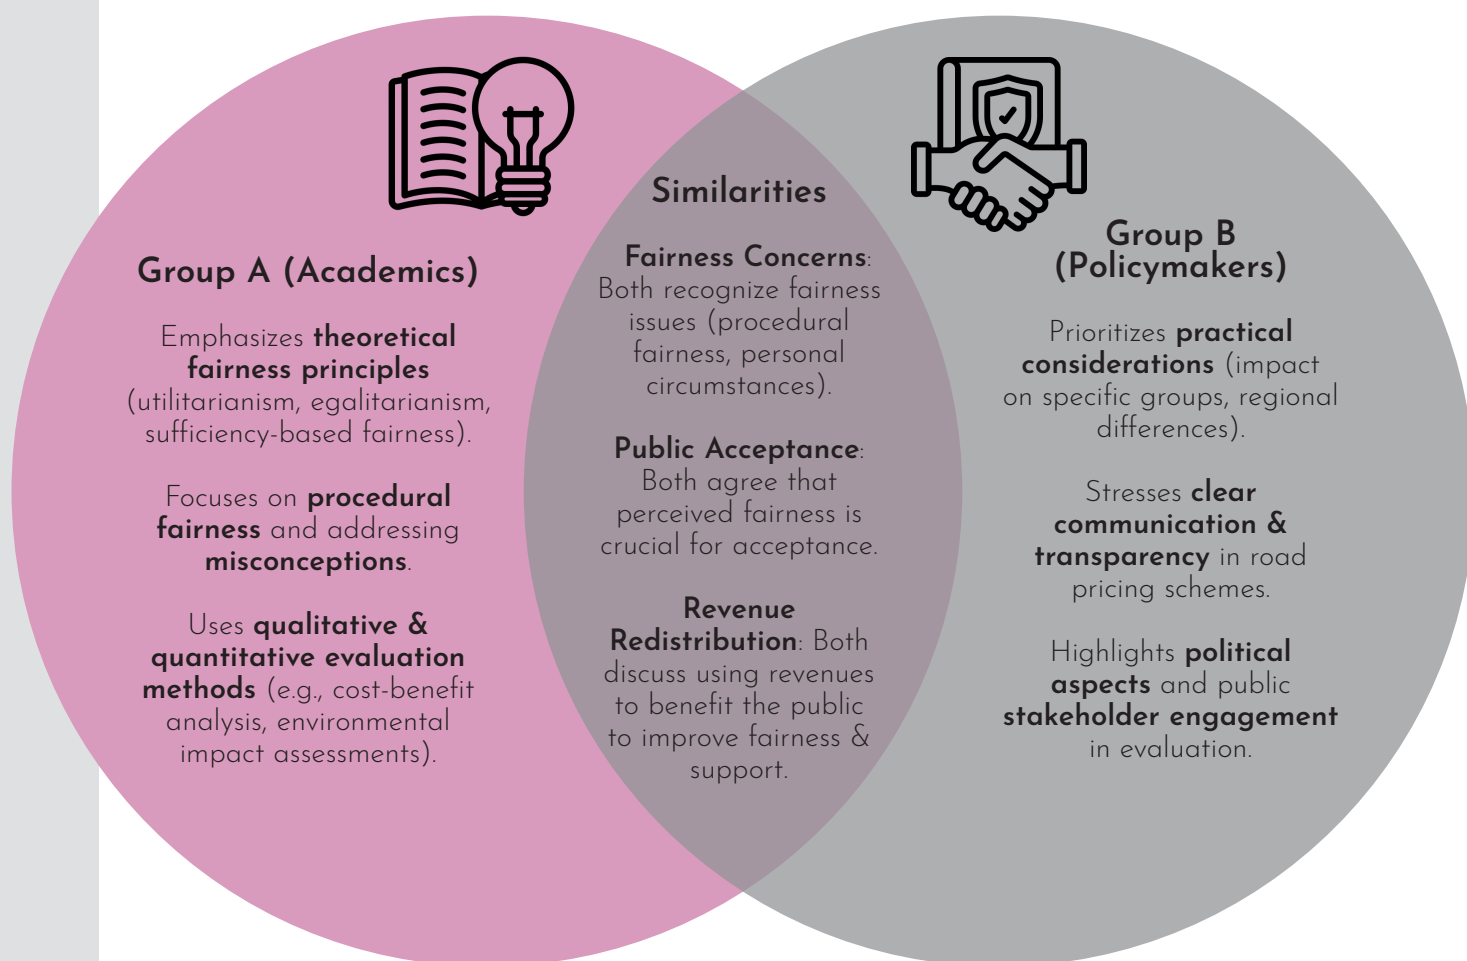 Group A (Academics)
Emphasizes theoretical
fairness principles
(utilitarianism, egalitarianism,
sufficiency-based fairness).
Focuses on procedural
fairness and addressing
misconceptions.
Uses qualitative &
quantitative evaluation
methods (e.g., cost-benefit
analysis, environmental
impact assessments).
Similarities
Fairness Concerns:
Both recognize fairness
issues (procedural
fairness, personal
circumstances).
Public Acceptance:
Both agree that
perceived fairness is
crucial for acceptance.
Revenue
Redistribution: Both
discuss using revenues
to benefit the public
to improve fairness &
support.
Group B
(Policymakers)
Prioritizes practical
considerations (impact
on specific groups, regional
differences).
Stresses clear
communication &
transparency in road
pricing schemes.
Highlights political
aspects and public
stakeholder engagement
in evaluation.